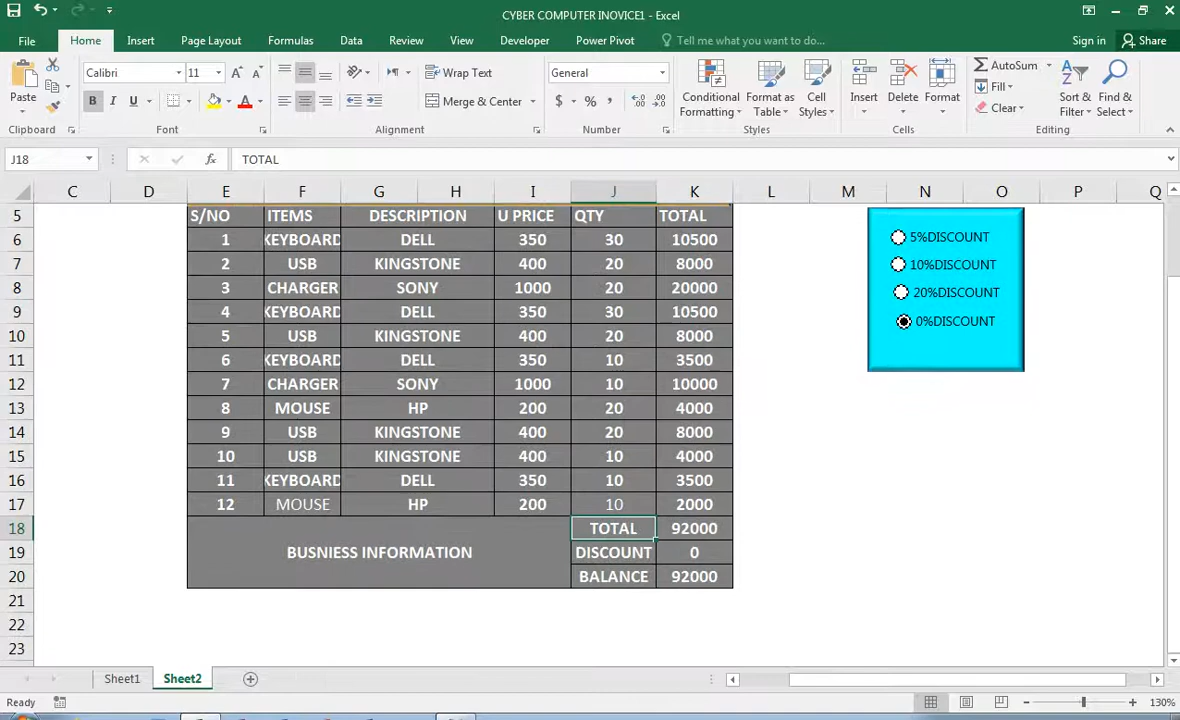 CYBER COMPUTER INOVICE1 - Excel
File Home Insert Page Layout Formulas Data Review View Developer Power Pivot Tell me what you want to do... Sign in Share
Paste Calibri 11 Wrap Text General Conditional Formatting Format as Table Cell Styles Insert Delete Format AutoSum Fill Clear Sort & Filter Find & Select
B I U A Merge & Center $ % ,
Clipboard Font Alignment Number Styles Cells Editing
J18 fx TOTAL
C D E F G H I J K L M N O P Q
5 S/NO ITEMS DESCRIPTION U PRICE QTY TOTAL
6 1 KEYBOARD DELL 350 30 10500
7 2 USB KINGSTONE 400 20 8000
8 3 CHARGER SONY 1000 20 20000
9 4 KEYBOARD DELL 350 30 10500
10 5 USB KINGSTONE 400 20 8000
11 6 KEYBOARD DELL 350 10 3500
12 7 CHARGER SONY 1000 10 10000
13 8 MOUSE HP 200 20 4000
14 9 USB KINGSTONE 400 20 8000
15 10 USB KINGSTONE 400 10 4000
16 11 KEYBOARD DELL 350 10 3500
17 12 MOUSE HP 200 10 2000
18 TOTAL 92000
19 BUSNIESS INFORMATION DISCOUNT 0
20 BALANCE 92000
21
22
23
5%DISCOUNT
10%DISCOUNT
20%DISCOUNT
0%DISCOUNT
Sheet1 Sheet2
Ready 130%